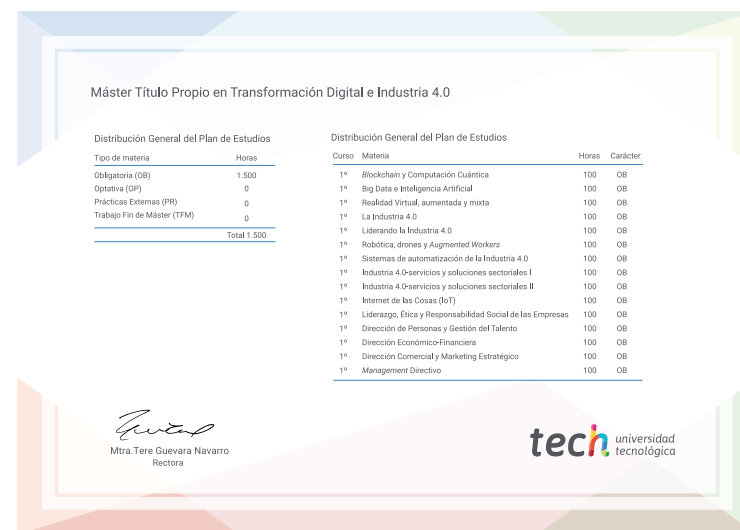 Máster Título Propio en Transformación Digital e Industria 4.0
Distribución General del Plan de Estudios
Tipo de materia Horas
Obligatoria (OB) 1.500
Optativa (OP) 0
Prácticas Externas (PR) 0
Trabajo Fin de Máster (TFM) 0
Total 1.500
Distribución General del Plan de Estudios
Curso Materia Horas Carácter
1º Blockchain y Computación Cuántica 100 OB
1º Big Data e Inteligencia Artificial 100 OB
1º Realidad Virtual, aumentada y mixta 100 OB
1º La Industria 4.0 100 OB
1º Liderando la Industria 4.0 100 OB
1º Robótica, drones y Augmented Workers 100 OB
1º Sistemas de automatización de la Industria 4.0 100 OB
1º Industria 4.0-servicios y soluciones sectoriales I 100 OB
1º Industria 4.0-servicios y soluciones sectoriales II 100 OB
1º Internet de las Cosas (IoT) 100 OB
1º Liderazgo, Ética y Responsabilidad Social de las Empresas 100 OB
1º Dirección de Personas y Gestión del Talento 100 OB
1º Dirección Económico-Financiera 100 OB
1º Dirección Comercial y Marketing Estratégico 100 OB
1º Management Directivo 100 OB
Mtra.Tere Guevara Navarro
Rectora
tech universidad
tecnológica